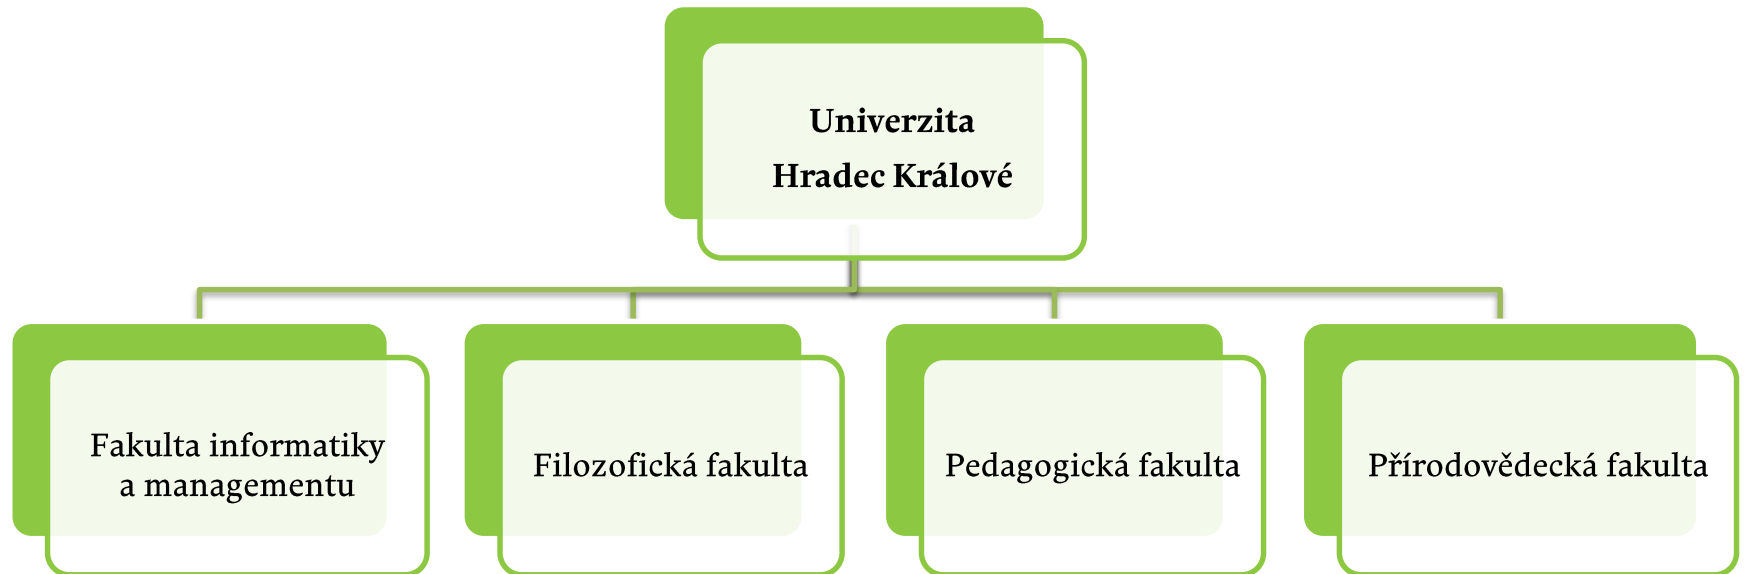 Univerzita
Hradec Králové
Fakulta informatiky
a managementu
Filozofická fakulta
Pedagogická fakulta
Přírodovědecká fakulta